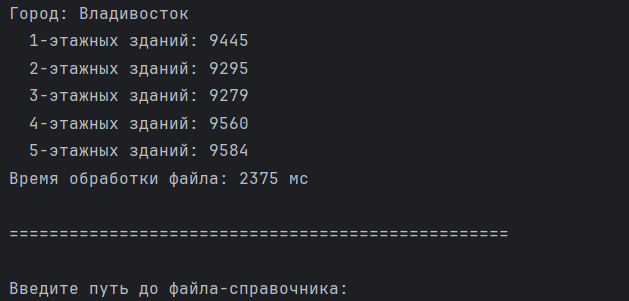 Город: Владивосток
  1-этажных зданий: 9445
  2-этажных зданий: 9295
  3-этажных зданий: 9279
  4-этажных зданий: 9560
  5-этажных зданий: 9584
Время обработки файла: 2375 мс
==================================================
Введите путь до файла-справочника: